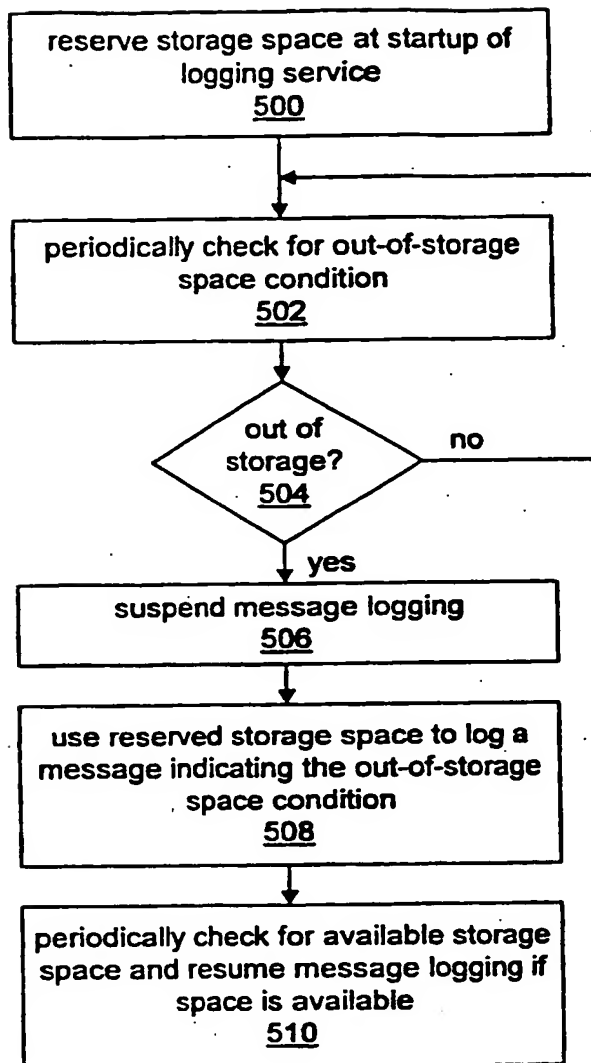 reserve storage space at startup of
logging service
500
periodically check for out-of-storage
space condition
502
out of
storage?
504
no
yes
suspend message logging
506
use reserved storage space to log a
message indicating the out-of-storage
space condition
508
periodically check for available storage
space and resume message logging if
space is available
510